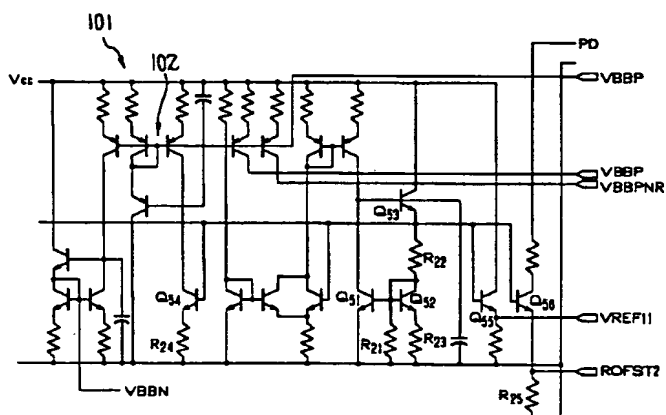 101
PD
102
Vcc
VBBP
VBBP
VBBPNR
Q53
R22
Q54
Q51
Q52
Q55
Q56
R24
R21
R23
VREF11
ROFST2
VBBN
R25